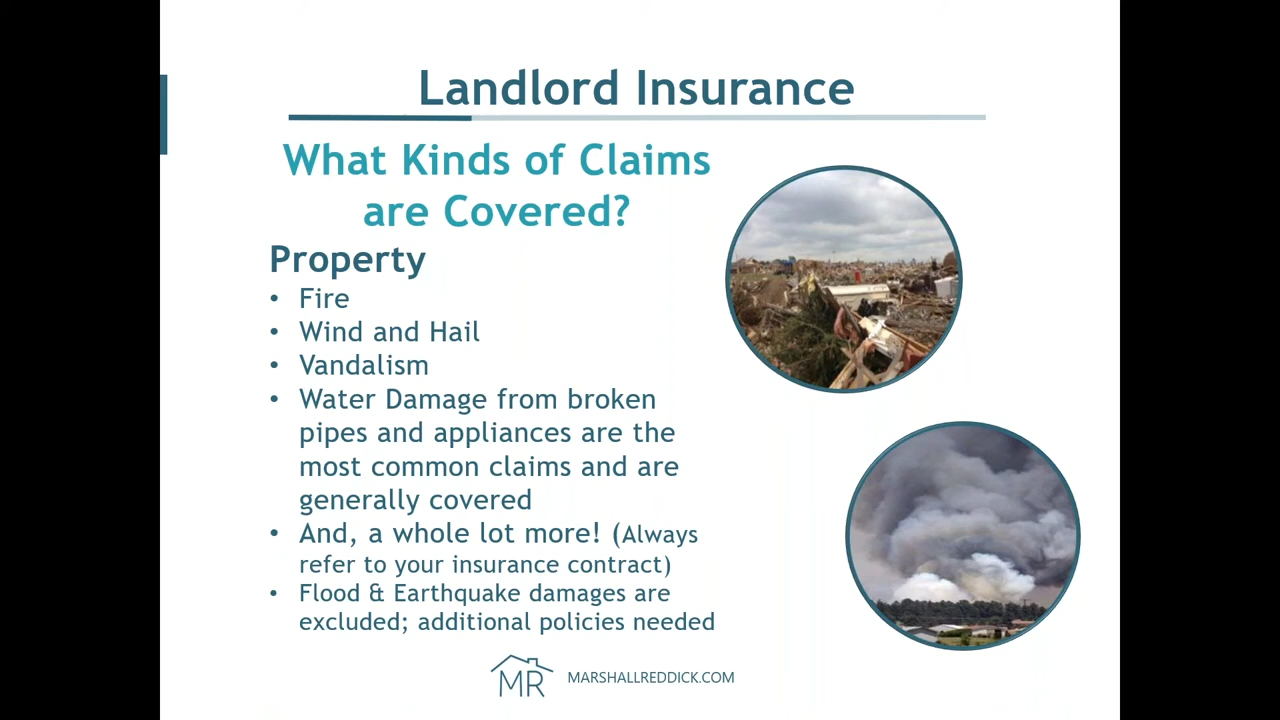 Landlord Insurance
What Kinds of Claims
are Covered?
Property
• Fire
• Wind and Hail
• Vandalism
• Water Damage from broken
pipes and appliances are the
most common claims and are
generally covered
• And, a whole lot more! (Always
refer to your insurance contract)
• Flood & Earthquake damages are
excluded; additional policies needed
MR MARSHALLREDDICK.COM